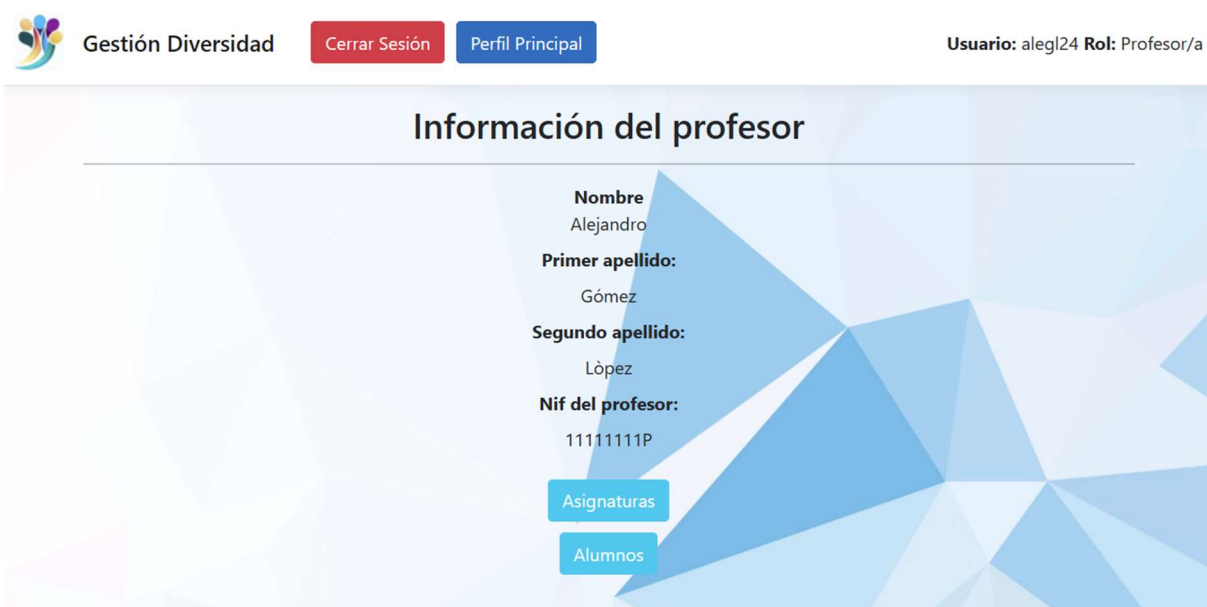 Gestión Diversidad
Cerrar Sesión
Perfil Principal
Usuario: alegl24 Rol: Profesor/a
Información del profesor
Nombre
Alejandro
Primer apellido:
Gómez
Segundo apellido:
Lòpez
Nif del profesor:
11111111P
Asignaturas
Alumnos